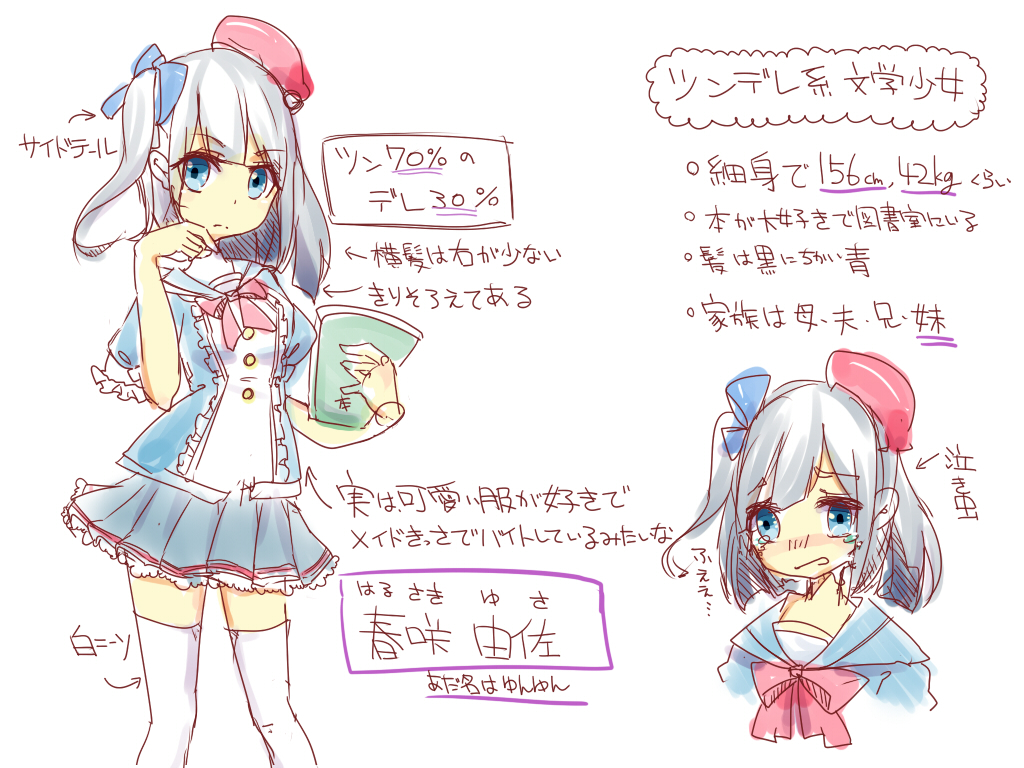 ツンデレ系 文学少女
サイドテール
ツン70%の
デレ30%
横髪は右が少ない
きりそろえてある
細身で156cm、42kgくらい
本が大好きで図書室にいる
髪は黒にちかい青
家族は母、夫、兄、妹
本
泣き虫
ふええ…
実は可愛い服が好きで
メイドきっさでバイトしているみたいな
はるさき ゆさ
春咲 由佐
あだ名はゆんゆん
白ニーソ